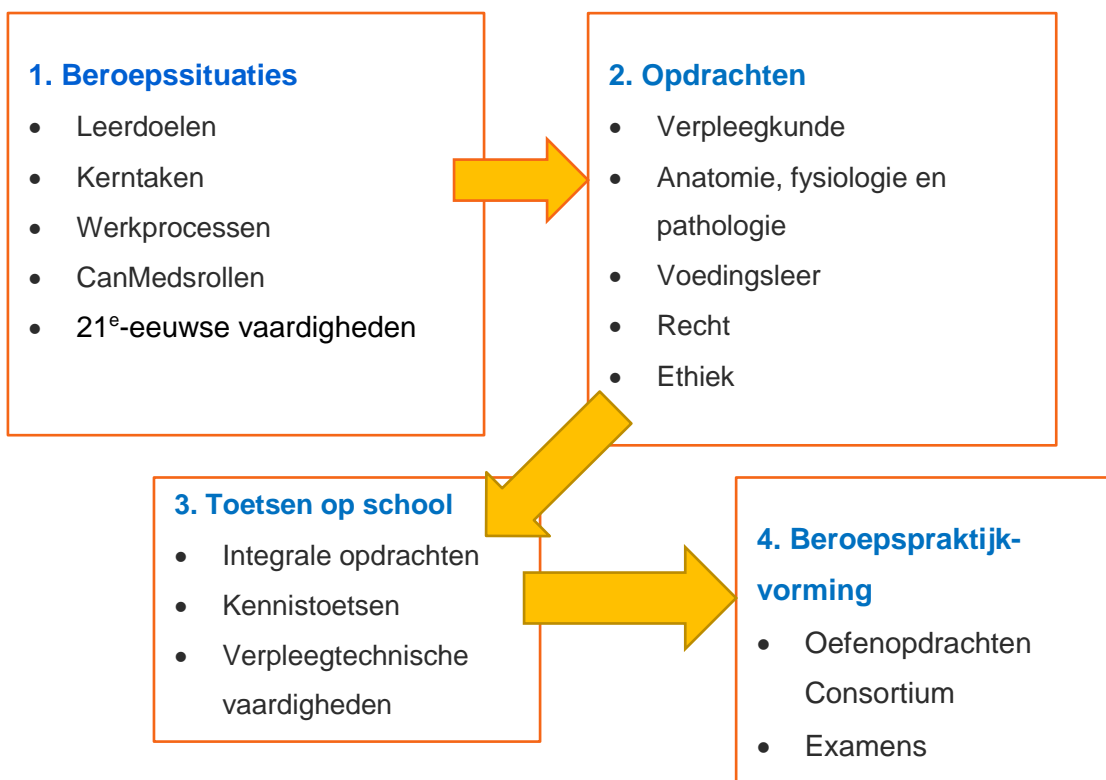 1. Beroepssituaties
• Leerdoelen
• Kerntaken
• Werkprocessen
• CanMedsrollen
• 21e-eeuwse vaardigheden
2. Opdrachten
• Verpleegkunde
• Anatomie, fysiologie en
pathologie
• Voedingsleer
• Recht
• Ethiek
3. Toetsen op school
• Integrale opdrachten
• Kennistoetsen
• Verpleegtechnische
vaardigheden
4. Beroepspraktijk-
vorming
• Oefenopdrachten
Consortium
• Examens